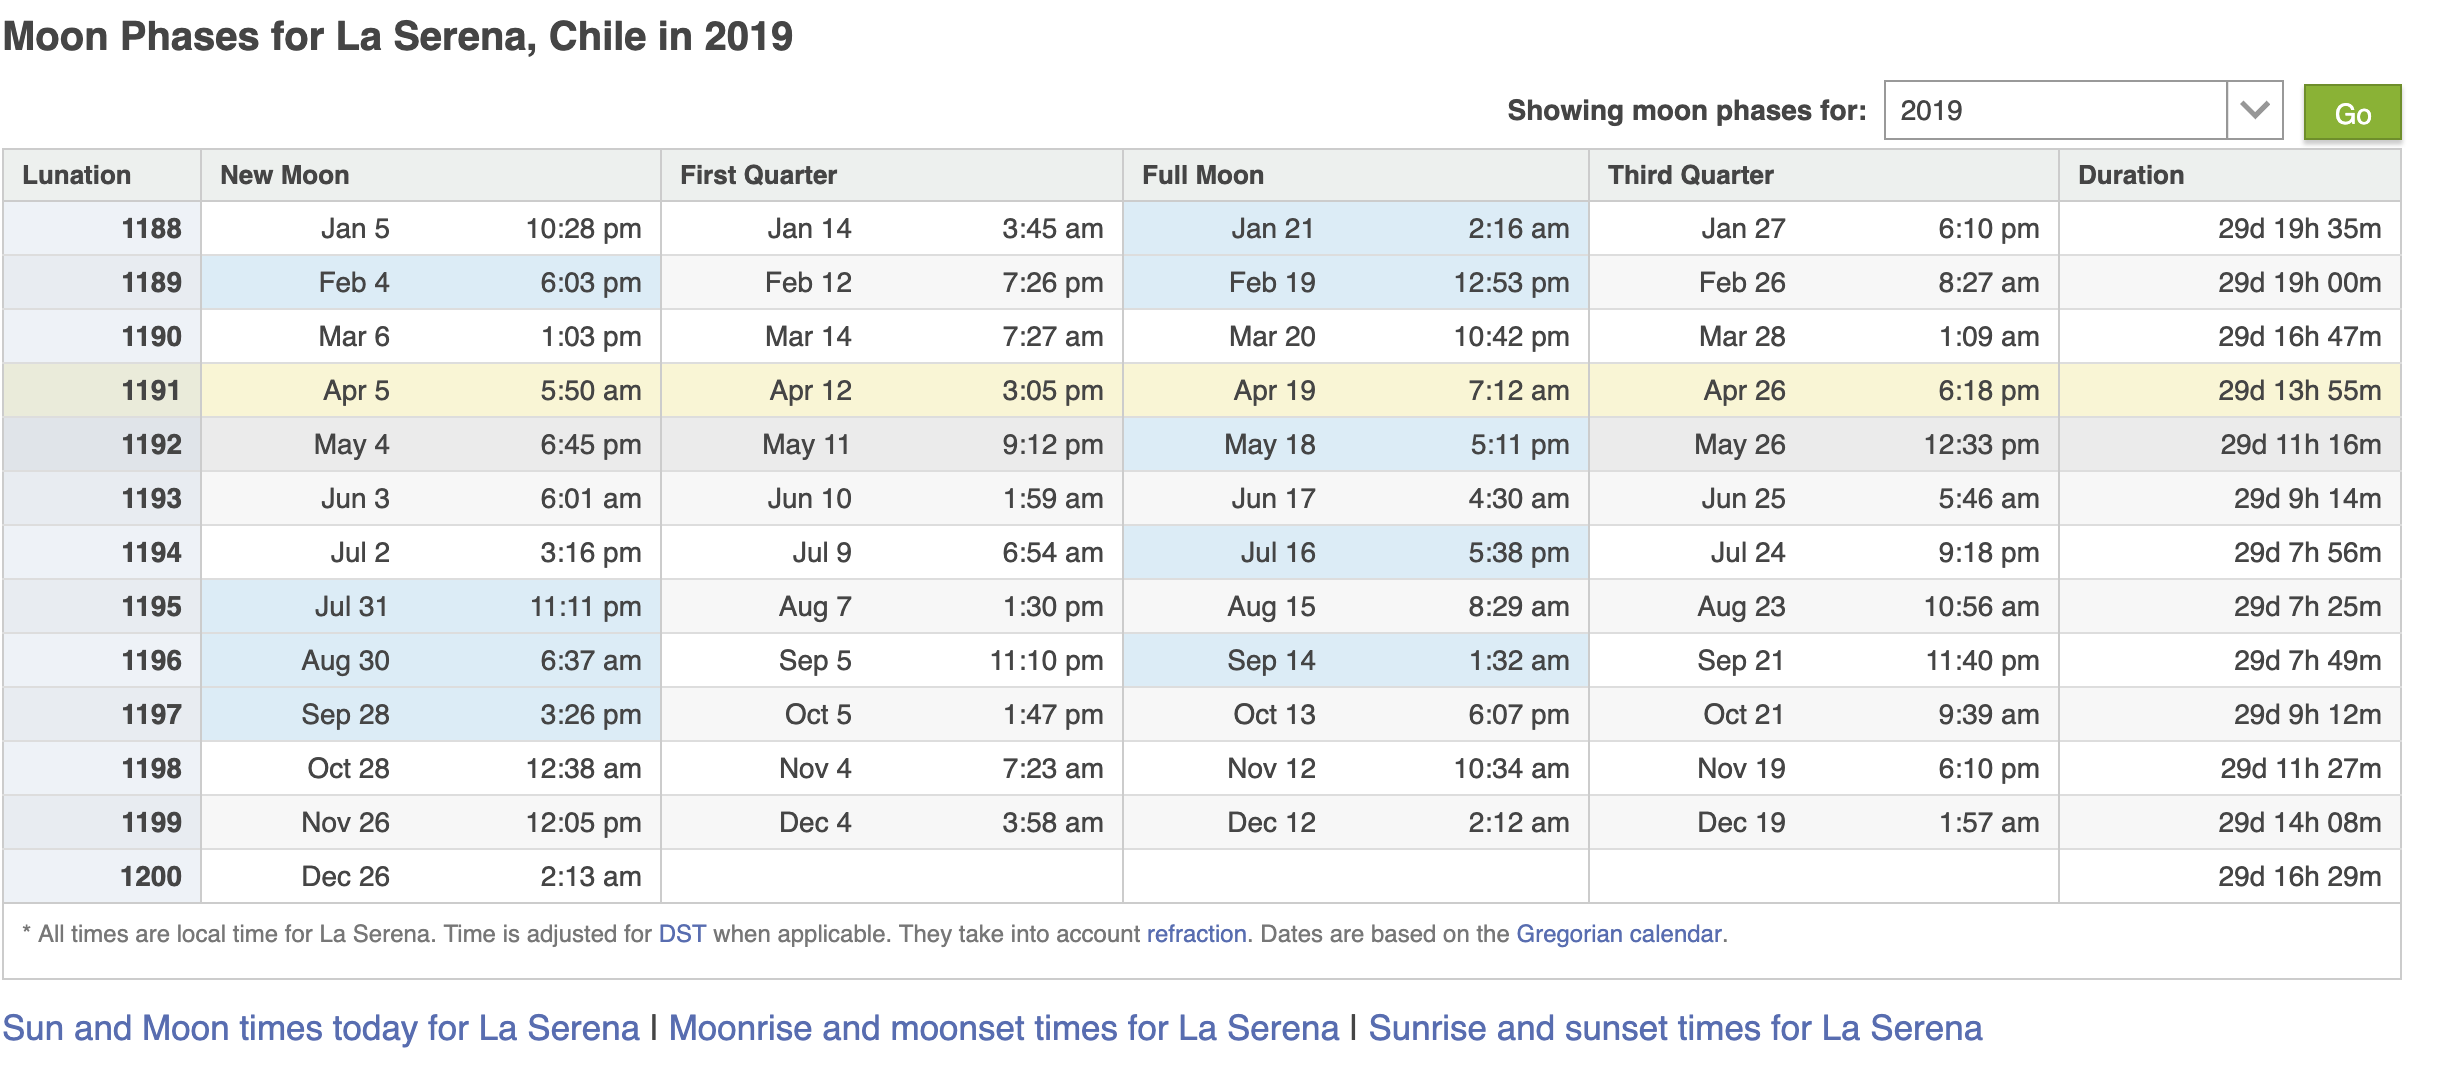 Moon Phases for La Serena, Chile in 2019
Showing moon phases for: 2019 Go
Lunation New Moon First Quarter Full Moon Third Quarter Duration
1188 Jan 5 10:28 pm Jan 14 3:45 am Jan 21 2:16 am Jan 27 6:10 pm 29d 19h 35m
1189 Feb 4 6:03 pm Feb 12 7:26 pm Feb 19 12:53 pm Feb 26 8:27 am 29d 19h 00m
1190 Mar 6 1:03 pm Mar 14 7:27 am Mar 20 10:42 pm Mar 28 1:09 am 29d 16h 47m
1191 Apr 5 5:50 am Apr 12 3:05 pm Apr 19 7:12 am Apr 26 6:18 pm 29d 13h 55m
1192 May 4 6:45 pm May 11 9:12 pm May 18 5:11 pm May 26 12:33 pm 29d 11h 16m
1193 Jun 3 6:01 am Jun 10 1:59 am Jun 17 4:30 am Jun 25 5:46 am 29d 9h 14m
1194 Jul 2 3:16 pm Jul 9 6:54 am Jul 16 5:38 pm Jul 24 9:18 pm 29d 7h 56m
1195 Jul 31 11:11 pm Aug 7 1:30 pm Aug 15 8:29 am Aug 23 10:56 am 29d 7h 25m
1196 Aug 30 6:37 am Sep 5 11:10 pm Sep 14 1:32 am Sep 21 11:40 pm 29d 7h 49m
1197 Sep 28 3:26 pm Oct 5 1:47 pm Oct 13 6:07 pm Oct 21 9:39 am 29d 9h 12m
1198 Oct 28 12:38 am Nov 4 7:23 am Nov 12 10:34 am Nov 19 6:10 pm 29d 11h 27m
1199 Nov 26 12:05 pm Dec 4 3:58 am Dec 12 2:12 am Dec 19 1:57 am 29d 14h 08m
1200 Dec 26 2:13 am 29d 16h 29m
* All times are local time for La Serena. Time is adjusted for DST when applicable. They take into account refraction. Dates are based on the Gregorian calendar.
Sun and Moon times today for La Serena | Moonrise and moonset times for La Serena | Sunrise and sunset times for La Serena